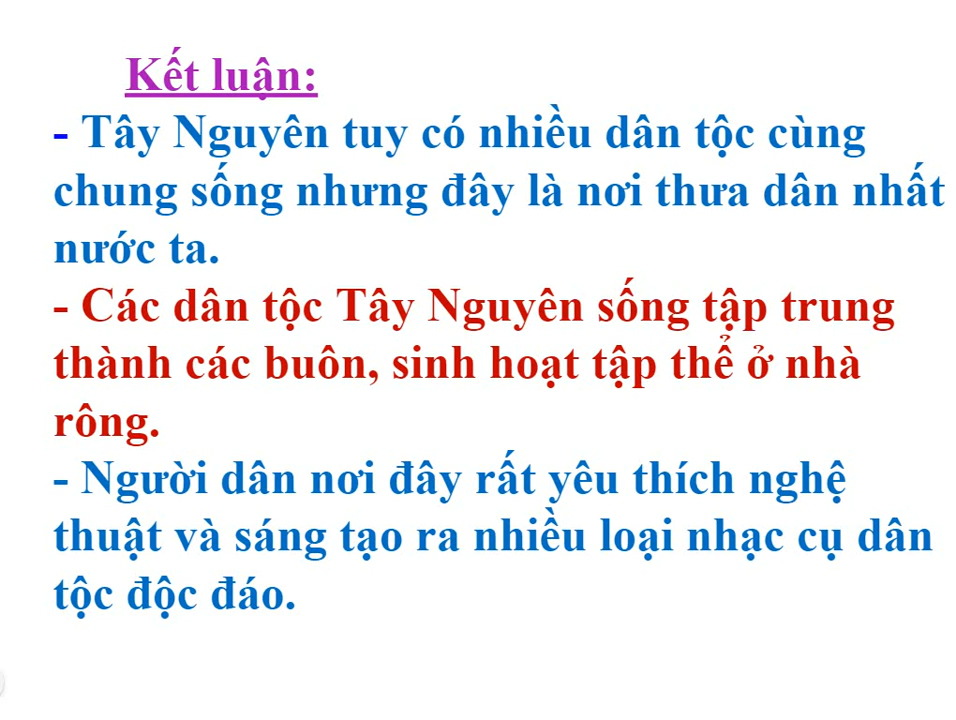 Kết luận:
- Tây Nguyên tuy có nhiều dân tộc cùng
chung sống nhưng đây là nơi thưa dân nhất
nước ta.
- Các dân tộc Tây Nguyên sống tập trung
thành các buôn, sinh hoạt tập thể ở nhà
rông.
- Người dân nơi đây rất yêu thích nghệ
thuật và sáng tạo ra nhiều loại nhạc cụ dân
tộc độc đáo.